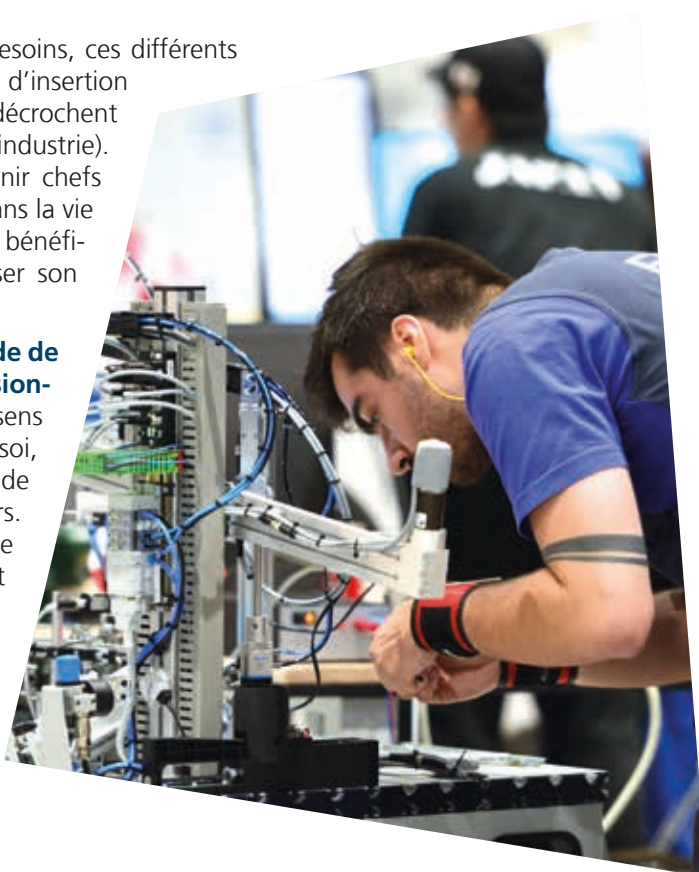 esoins, ces différents
d'insertion
décrochent
industrie).
nir chefs
ans la vie
bénéfi-
ser son
de de
sion-
sens
soi,
de
rs.
e
t